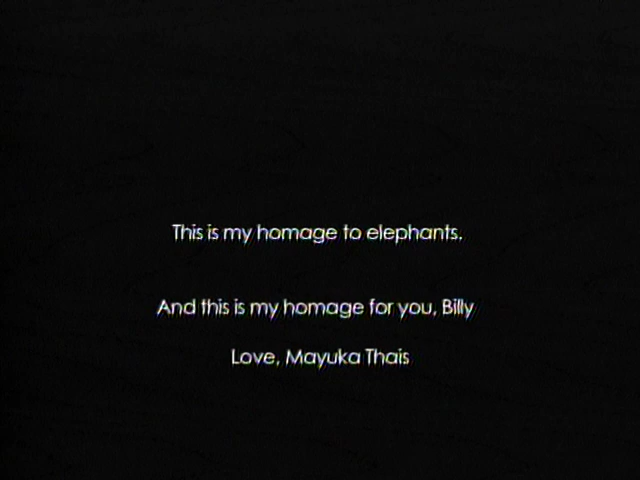 This is my homage to elephants.
And this is my homage for you, Billy
Love, Mayuka Thais